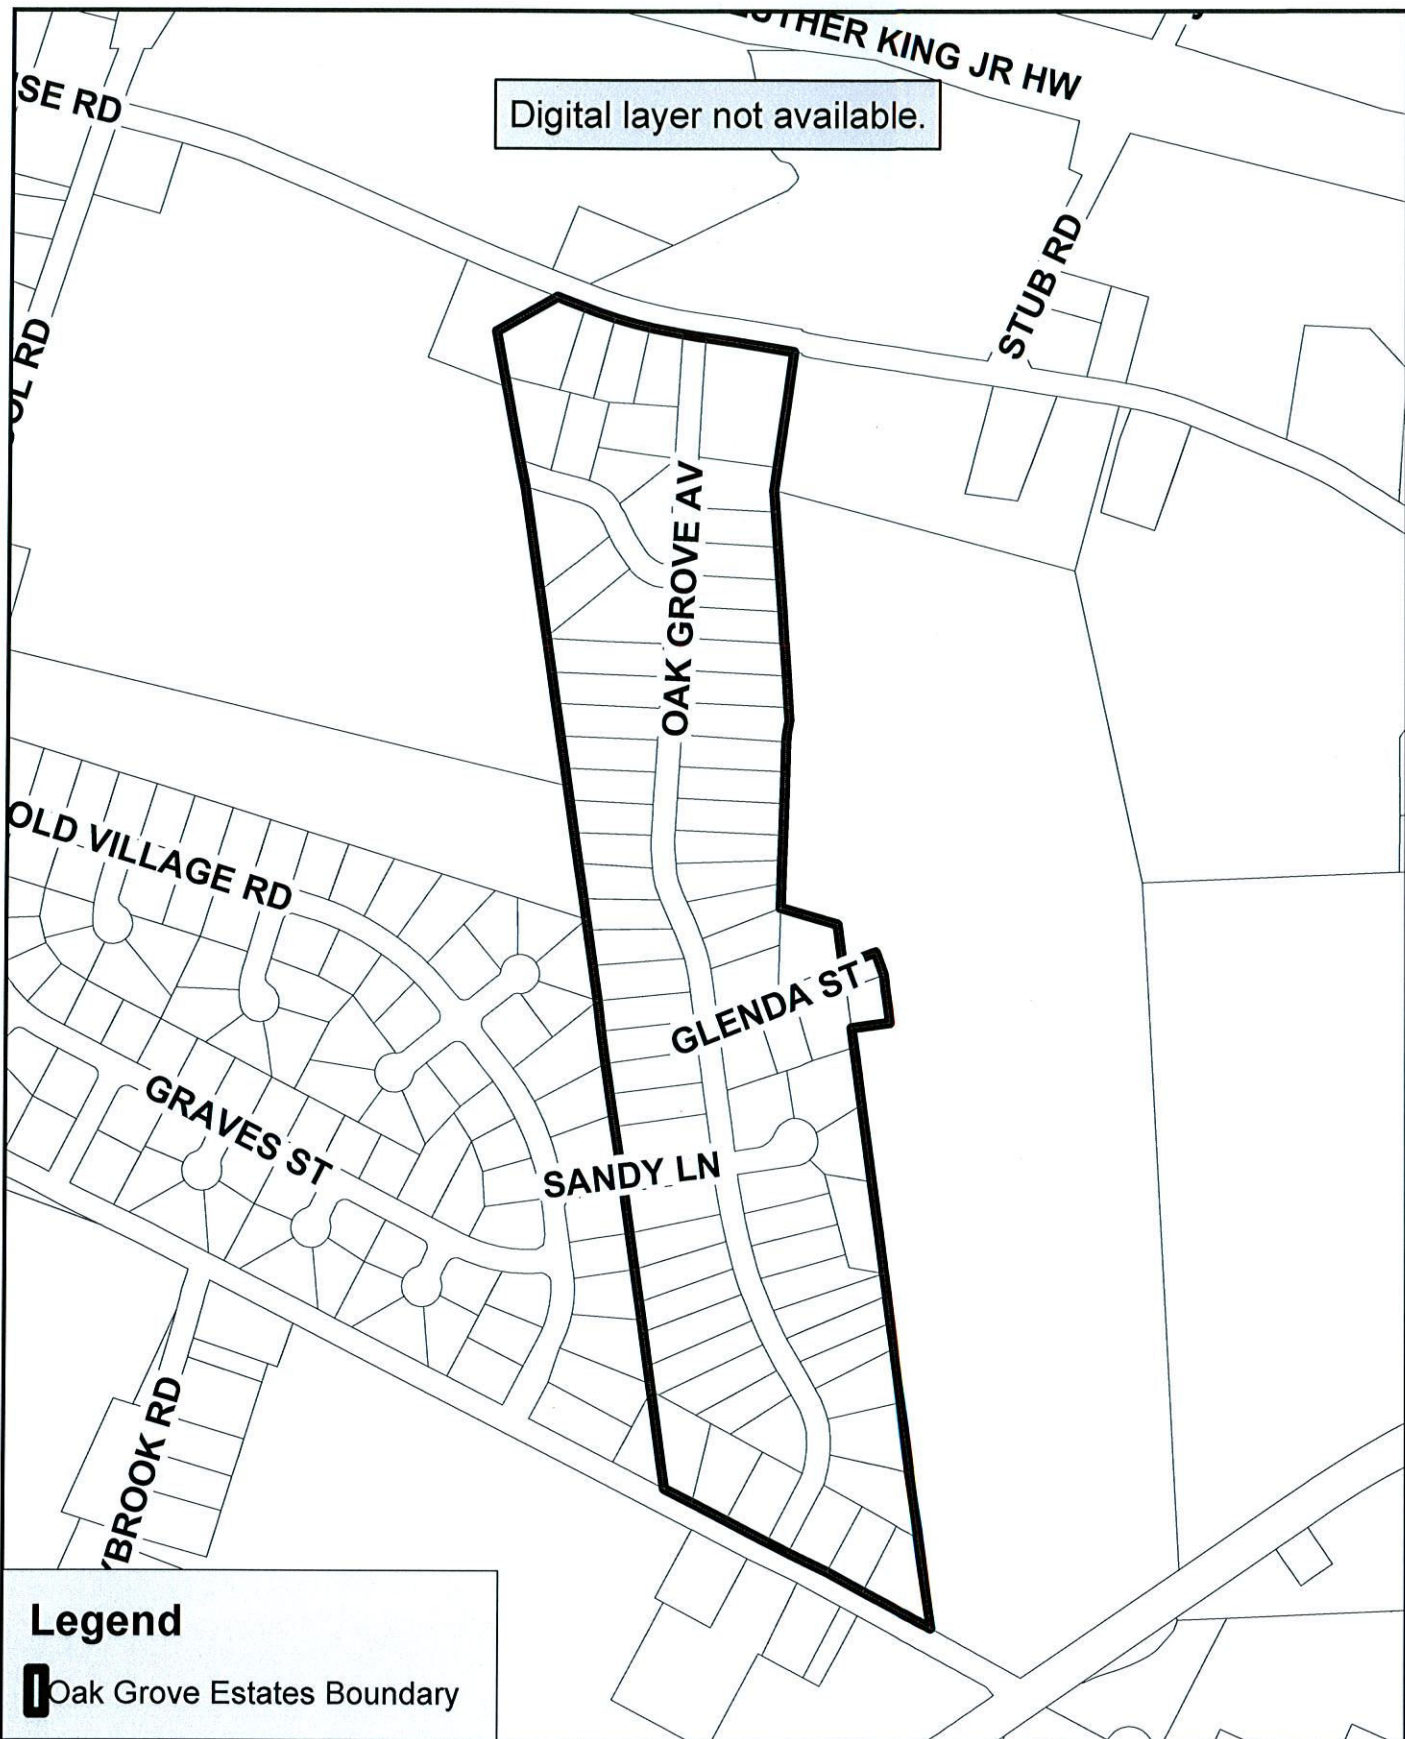 LUTHER KING JR HW
SE RD
Digital layer not available.
STUB RD
OL RD
OAK GROVE AV
OLD VILLAGE RD
GLENDA ST
GRAVES ST
SANDY LN
YBROOK RD
Legend
Oak Grove Estates Boundary